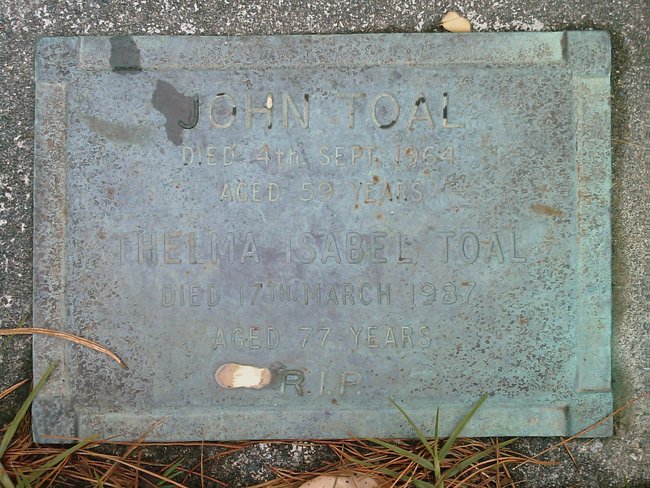 JOHN TOAL
DIED 4th. SEPT. 1964
AGED 59 YEARS
THELMA ISABEL TOAL
DIED 17TH. MARCH 1987
AGED 77 YEARS
R.I.P.